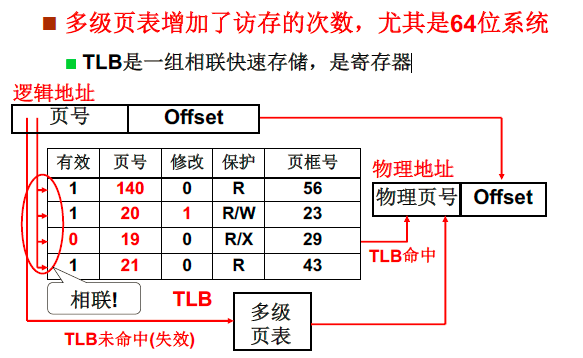 多级页表增加了访存的次数，尤其是64位系统
TLB是一组相联快速存储，是寄存器
逻辑地址
页号 Offset
有效 页号 修改 保护 页框号
1 140 0 R 56
1 20 1 R/W 23
0 19 0 R/X 29
1 21 0 R 43
物理地址
物理页号 Offset
TLB命中
相联!
TLB
多级
页表
TLB未命中(失效)